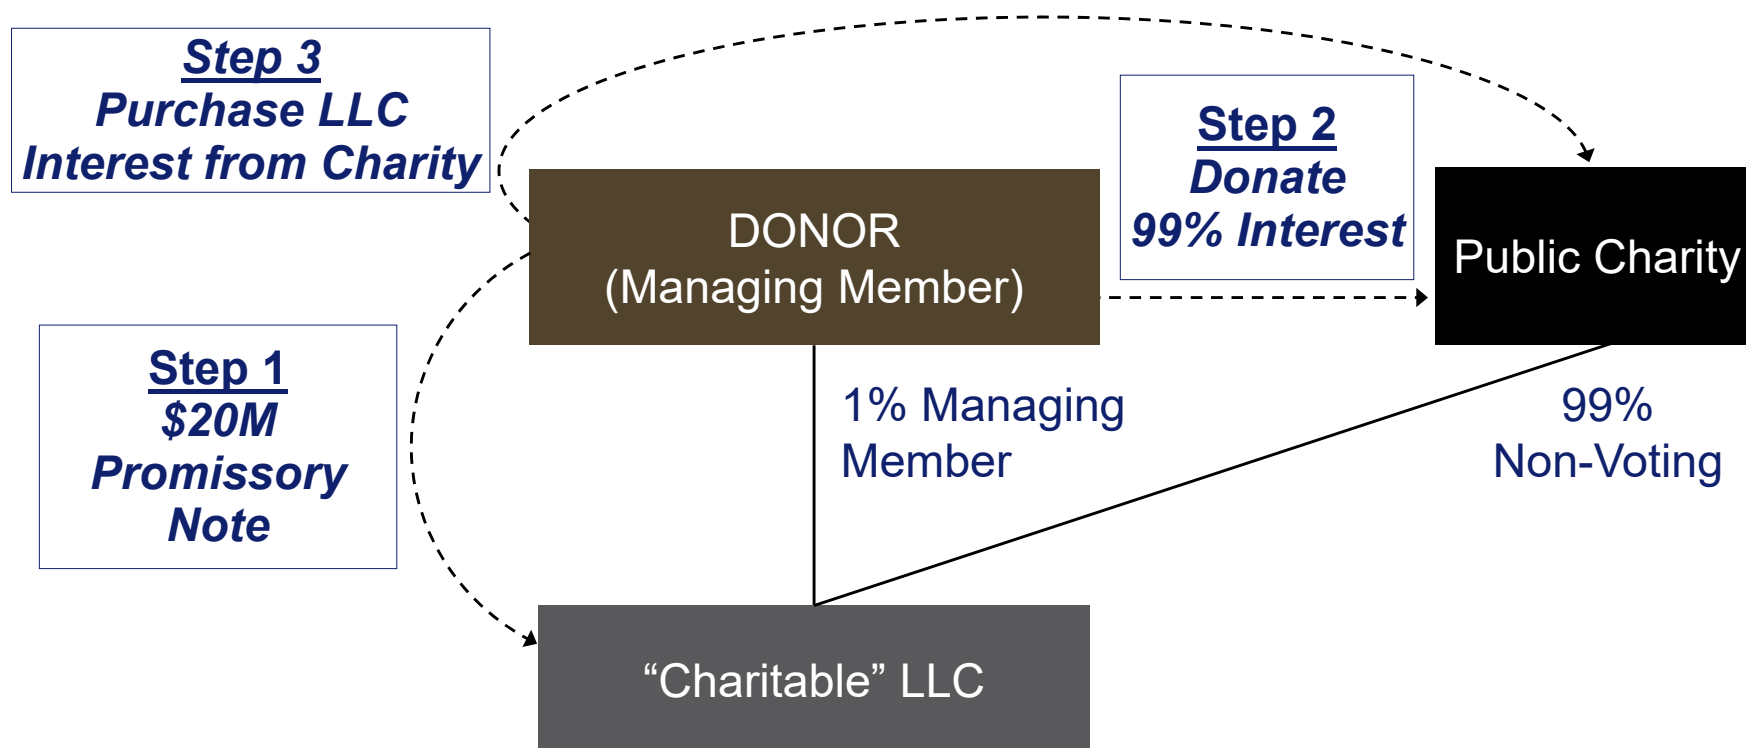 Step 3
Purchase LLC
Interest from Charity
Step 2
Donate
99% Interest
DONOR
(Managing Member)
Public Charity
Step 1
$20M
Promissory
Note
1% Managing
Member
99%
Non-Voting
“Charitable” LLC